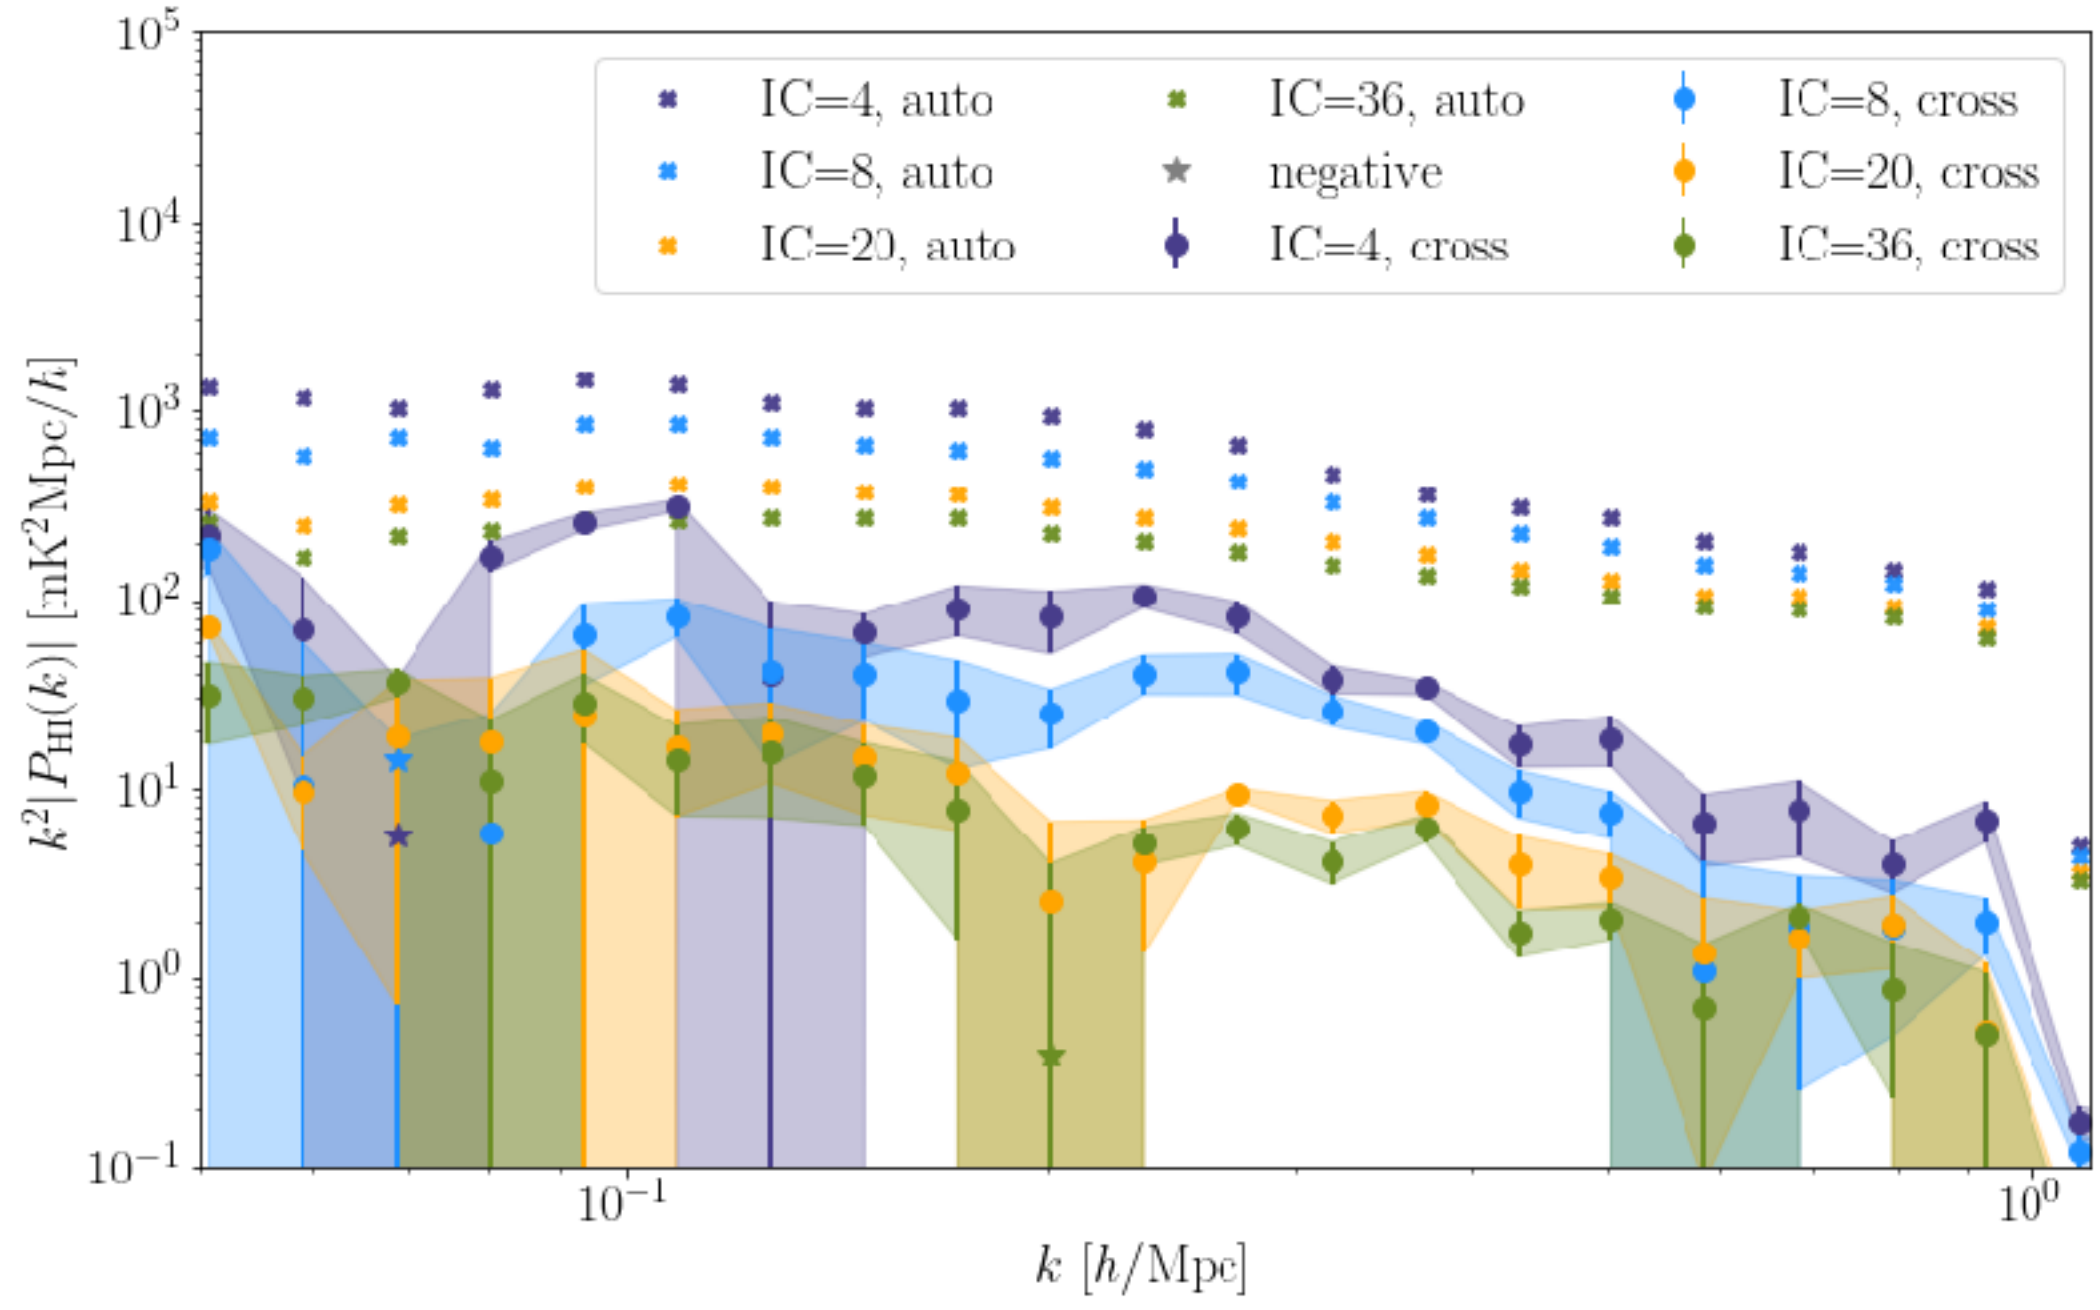 10^5
10^4
10^3
10^2
10^1
10^0
10^{-1}
k^2|P_{HI}(k)| [mK^2Mpc/h]
IC=4, auto
IC=8, auto
IC=20, auto
IC=36, auto
negative
IC=4, cross
IC=8, cross
IC=20, cross
IC=36, cross
10^{-1}
10^0
k [h/Mpc]